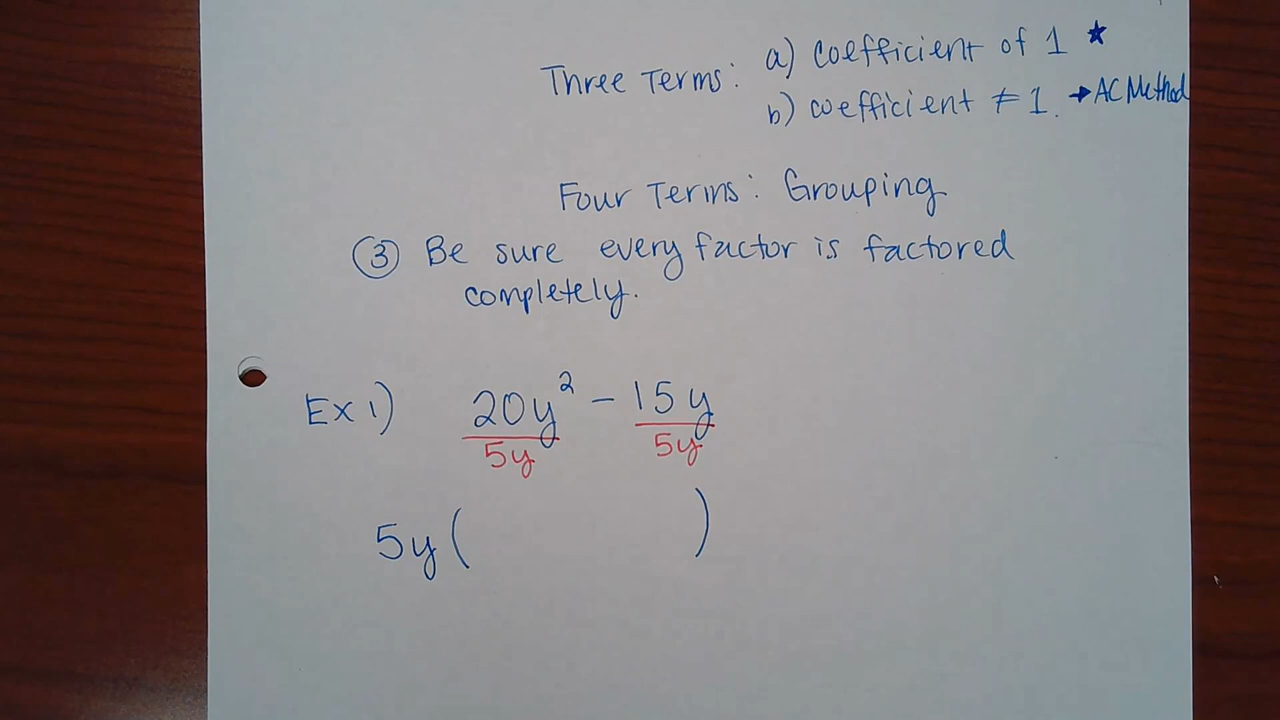 Three Terms: a) coefficient of 1 ★
b) coefficient ≠ 1. → AC Method
Four Terms: Grouping
③ Be sure every factor is factored
completely.
Ex 1) 20y² - 15y
5y 5y
5y ( )